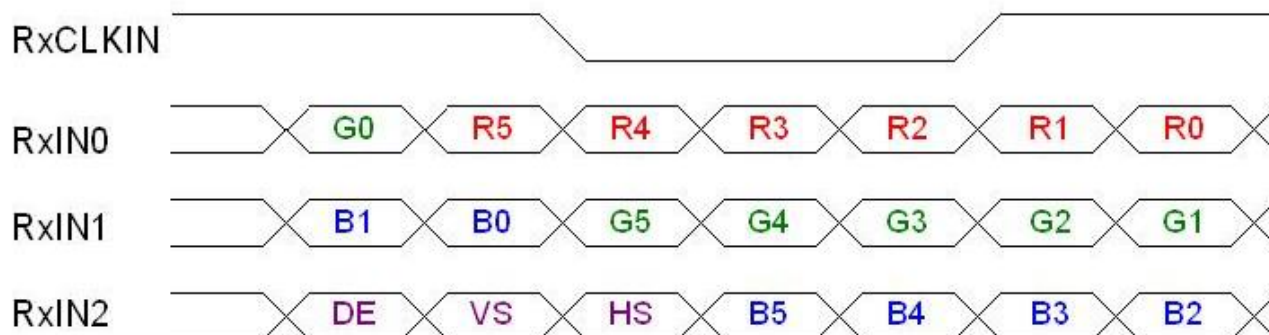 RxCLKIN
RxIN0 G0 R5 R4 R3 R2 R1 R0
RxIN1 B1 B0 G5 G4 G3 G2 G1
RxIN2 DE VS HS B5 B4 B3 B2